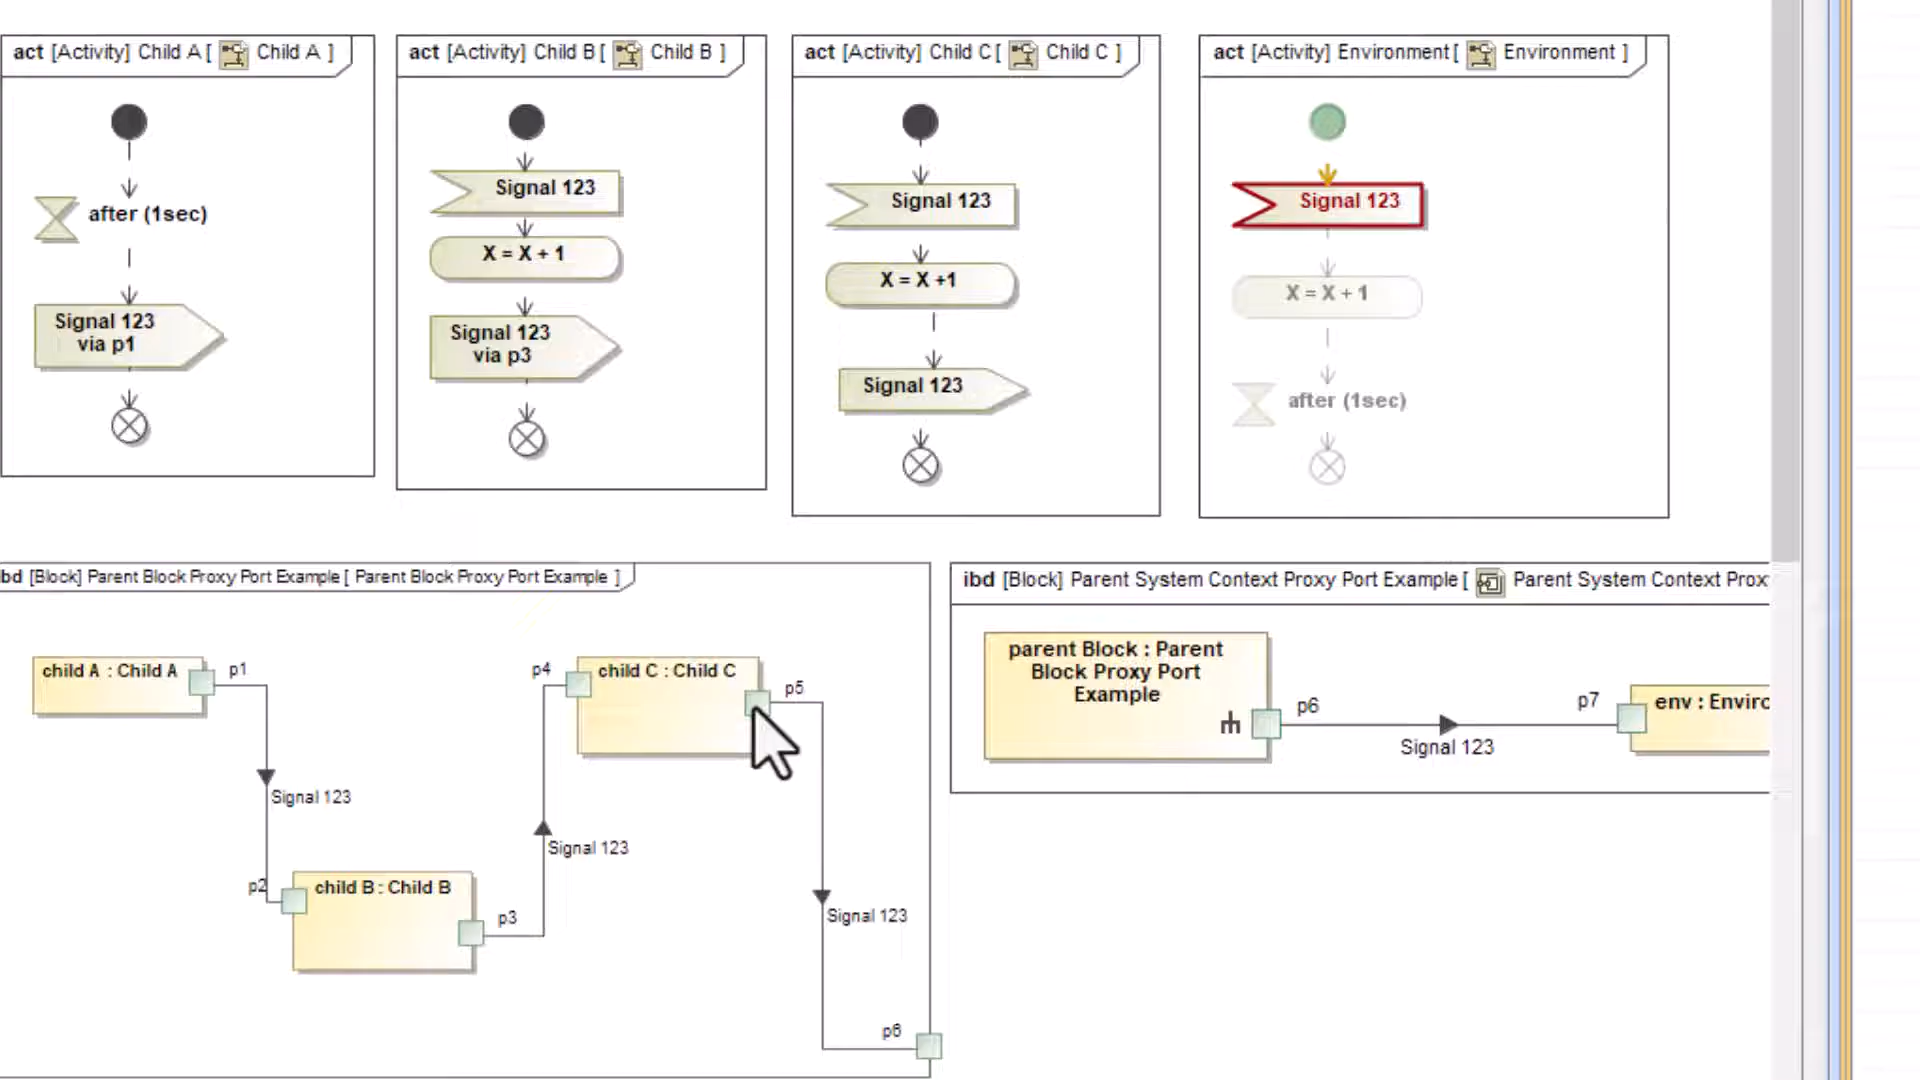 act [Activity] Child A [ Child A ]
after (1sec)
Signal 123
via p1
act [Activity] Child B [ Child B ]
Signal 123
X = X + 1
Signal 123
via p3
act [Activity] Child C [ Child C ]
Signal 123
X = X +1
Signal 123
act [Activity] Environment [ Environment ]
Signal 123
X = X + 1
after (1sec)
ibd [Block] Parent Block Proxy Port Example [ Parent Block Proxy Port Example ]
child A : Child A
p1
Signal 123
p2
child B : Child B
p3
Signal 123
p4
child C : Child C
p5
Signal 123
p6
ibd [Block] Parent System Context Proxy Port Example [ Parent System Context Proxy
parent Block : Parent
Block Proxy Port
Example
p6
Signal 123
p7
env : Enviro